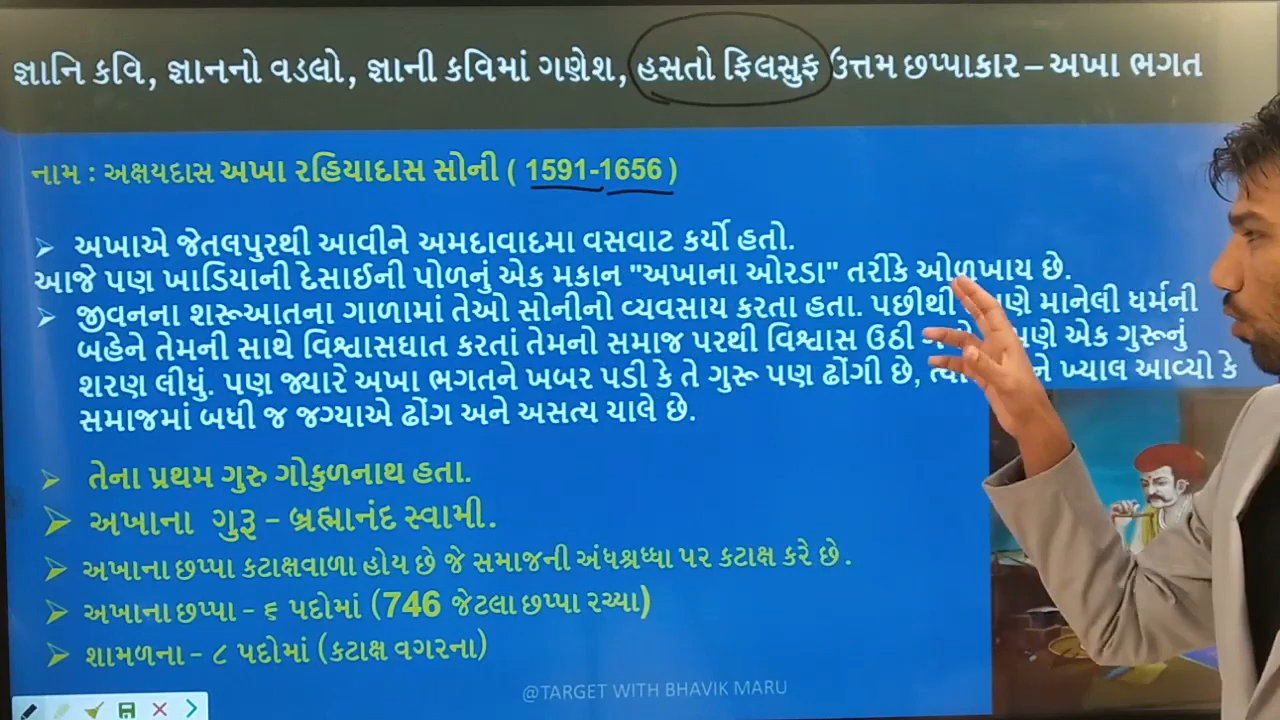 જ્ઞાનિ કવિ, જ્ઞાનનો વડલો, જ્ઞાની કવિમાં ગણેશ, હસતો ફિલસુફ ઉત્તમ છપ્પાકાર – અખા ભગત
નામ : અક્ષયદાસ અખા રહિયાદાસ સોની ( 1591-1656 )
➢ અખાએ જેતલપુરથી આવીને અમદાવાદમા વસવાટ કર્યો હતો.
આજે પણ ખાડિયાની દેસાઈની પોળનું એક મકાન "અખાના ઓરડા" તરીકે ઓળખાય છે.
➢ જીવનના શરૂઆતના ગાળામાં તેઓ સોનીનો વ્યવસાય કરતા હતા. પછીથી માનેલી ધર્મની
બહેને તેમની સાથે વિશ્વાસઘાત કરતાં તેમનો સમાજ પરથી વિશ્વાસ ઉઠી એક ગુરૂનું
શરણ લીધું. પણ જ્યારે અખા ભગતને ખબર પડી કે તે ગુરૂ પણ ઢોંગી છે, ખ્યાલ આવ્યો કે
સમાજમાં બધી જ જગ્યાએ ઢોંગ અને અસત્ય ચાલે છે.
➢ તેના પ્રથમ ગુરુ ગોકુળનાથ હતા.
➢ અખાના ગુરૂ – બ્રહ્માનંદ સ્વામી.
➢ અખાના છપ્પા કટાક્ષવાળા હોય છે જે સમાજની અંધશ્રધ્ધા પર કટાક્ષ કરે છે.
➢ અખાના છપ્પા – ૬ પદોમાં (746 જેટલા છપ્પા રચ્યા)
➢ શામળના – ૮ પદોમાં (કટાક્ષ વગરના)
@TARGET WITH BHAVIK MARU